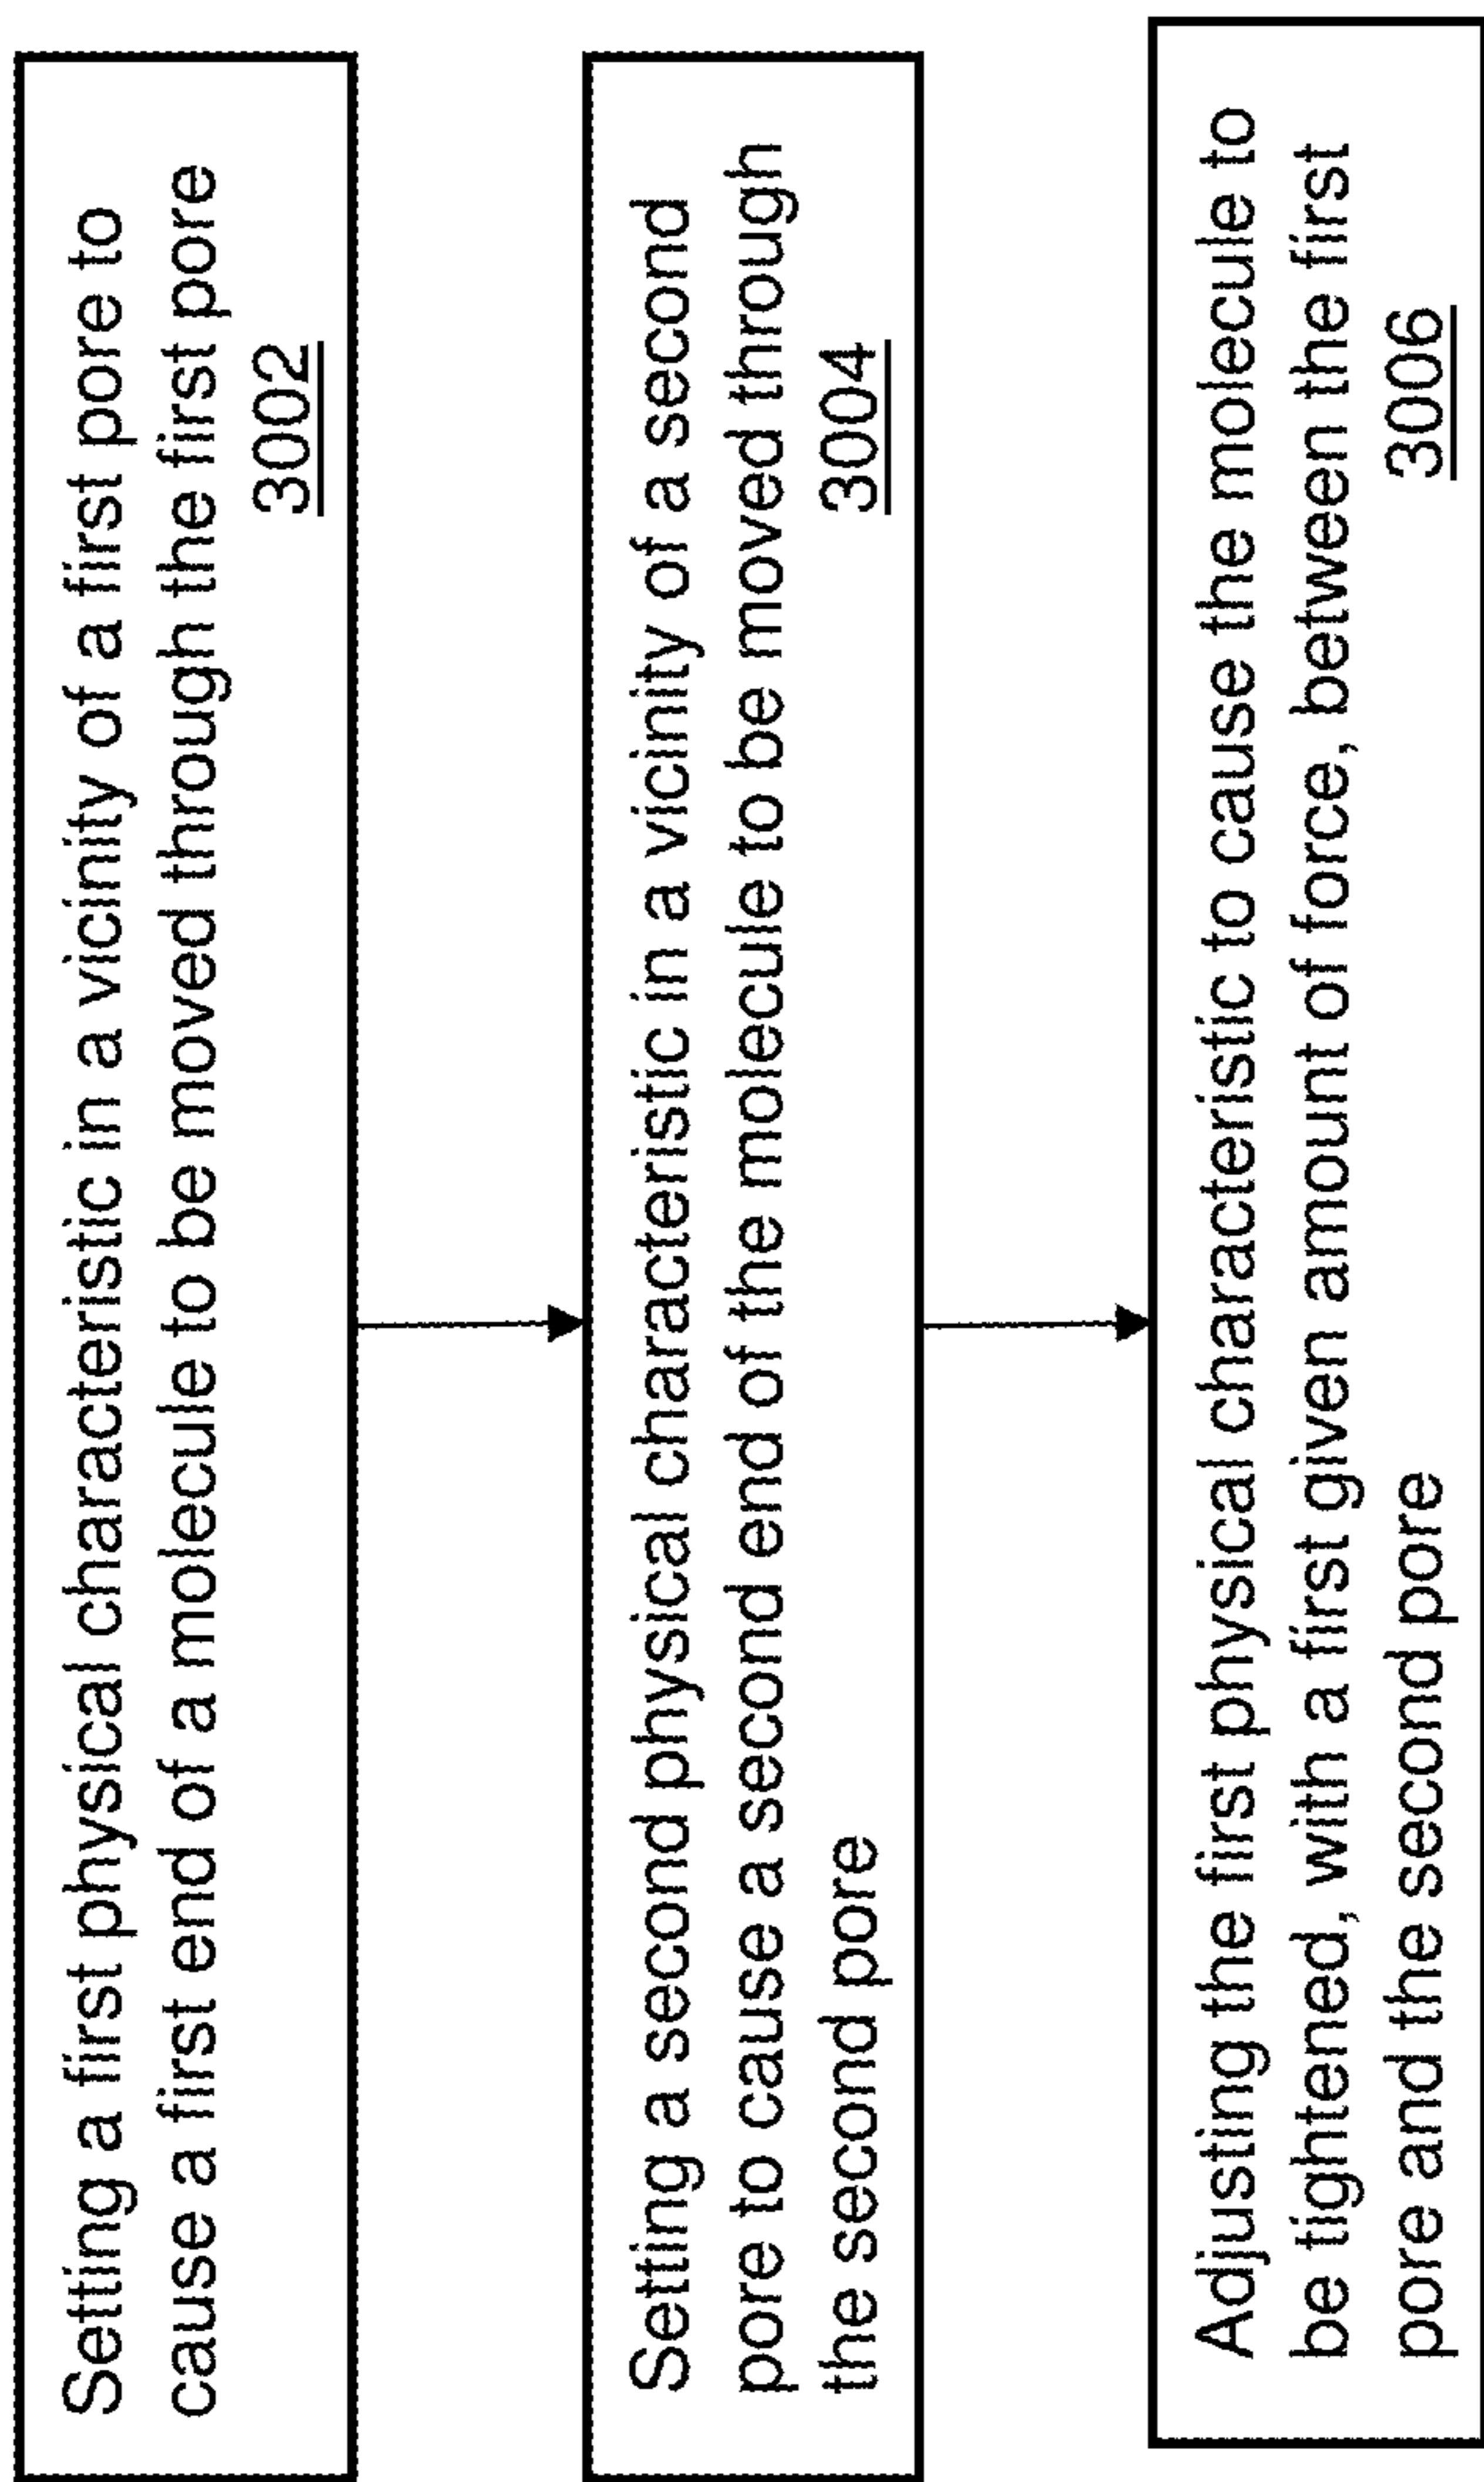 Setting a first physical characteristic in a vicinity of a first pore to
cause a first end of a molecule to be moved through the first pore
3002
Setting a second physical characteristic in a vicinity of a second
pore to cause a second end of the molecule to be moved through
the second pore 3004
Adjusting the first physical characteristic to cause the molecule to
be tightened, with a first given amount of force, between the first
pore and the second pore 3006